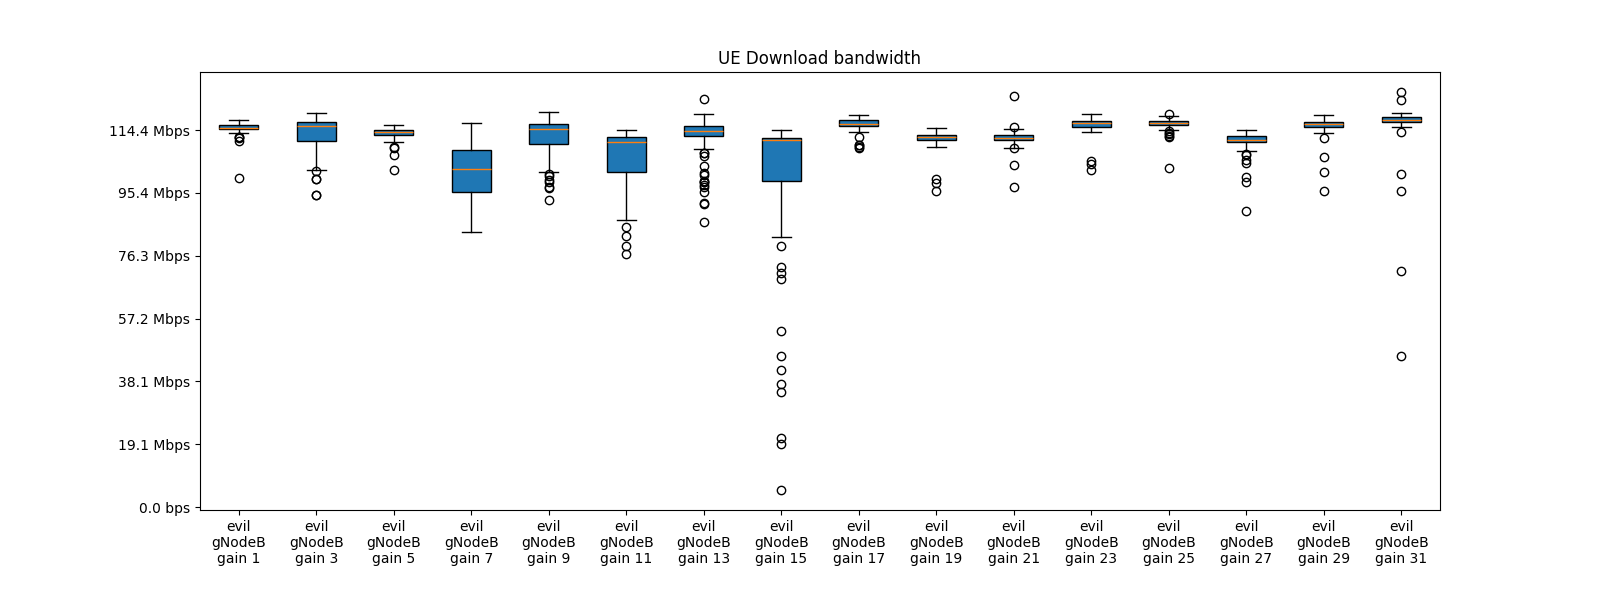 UE Download bandwidth
114.4 Mbps
95.4 Mbps
76.3 Mbps
57.2 Mbps
38.1 Mbps
19.1 Mbps
0.0 bps
evil evil evil evil evil evil evil evil evil evil evil evil evil evil evil evil
gNodeB gNodeB gNodeB gNodeB gNodeB gNodeB gNodeB gNodeB gNodeB gNodeB gNodeB gNodeB gNodeB gNodeB gNodeB gNodeB
gain 1 gain 3 gain 5 gain 7 gain 9 gain 11 gain 13 gain 15 gain 17 gain 19 gain 21 gain 23 gain 25 gain 27 gain 29 gain 31